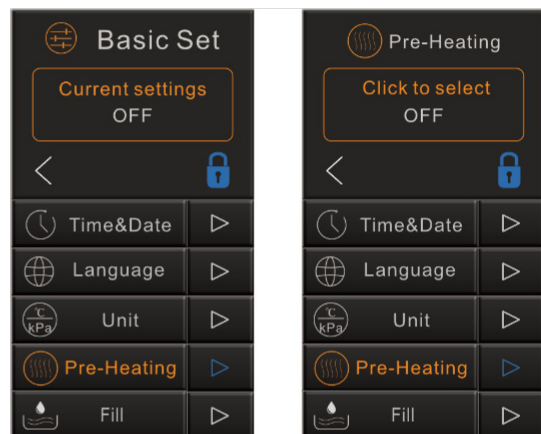 Basic Set
Current settings
OFF
Time&Date
Language
°C
kPa
Unit
Pre-Heating
Fill
Pre-Heating
Click to select
OFF
Time&Date
Language
°C
kPa
Unit
Pre-Heating
Fill